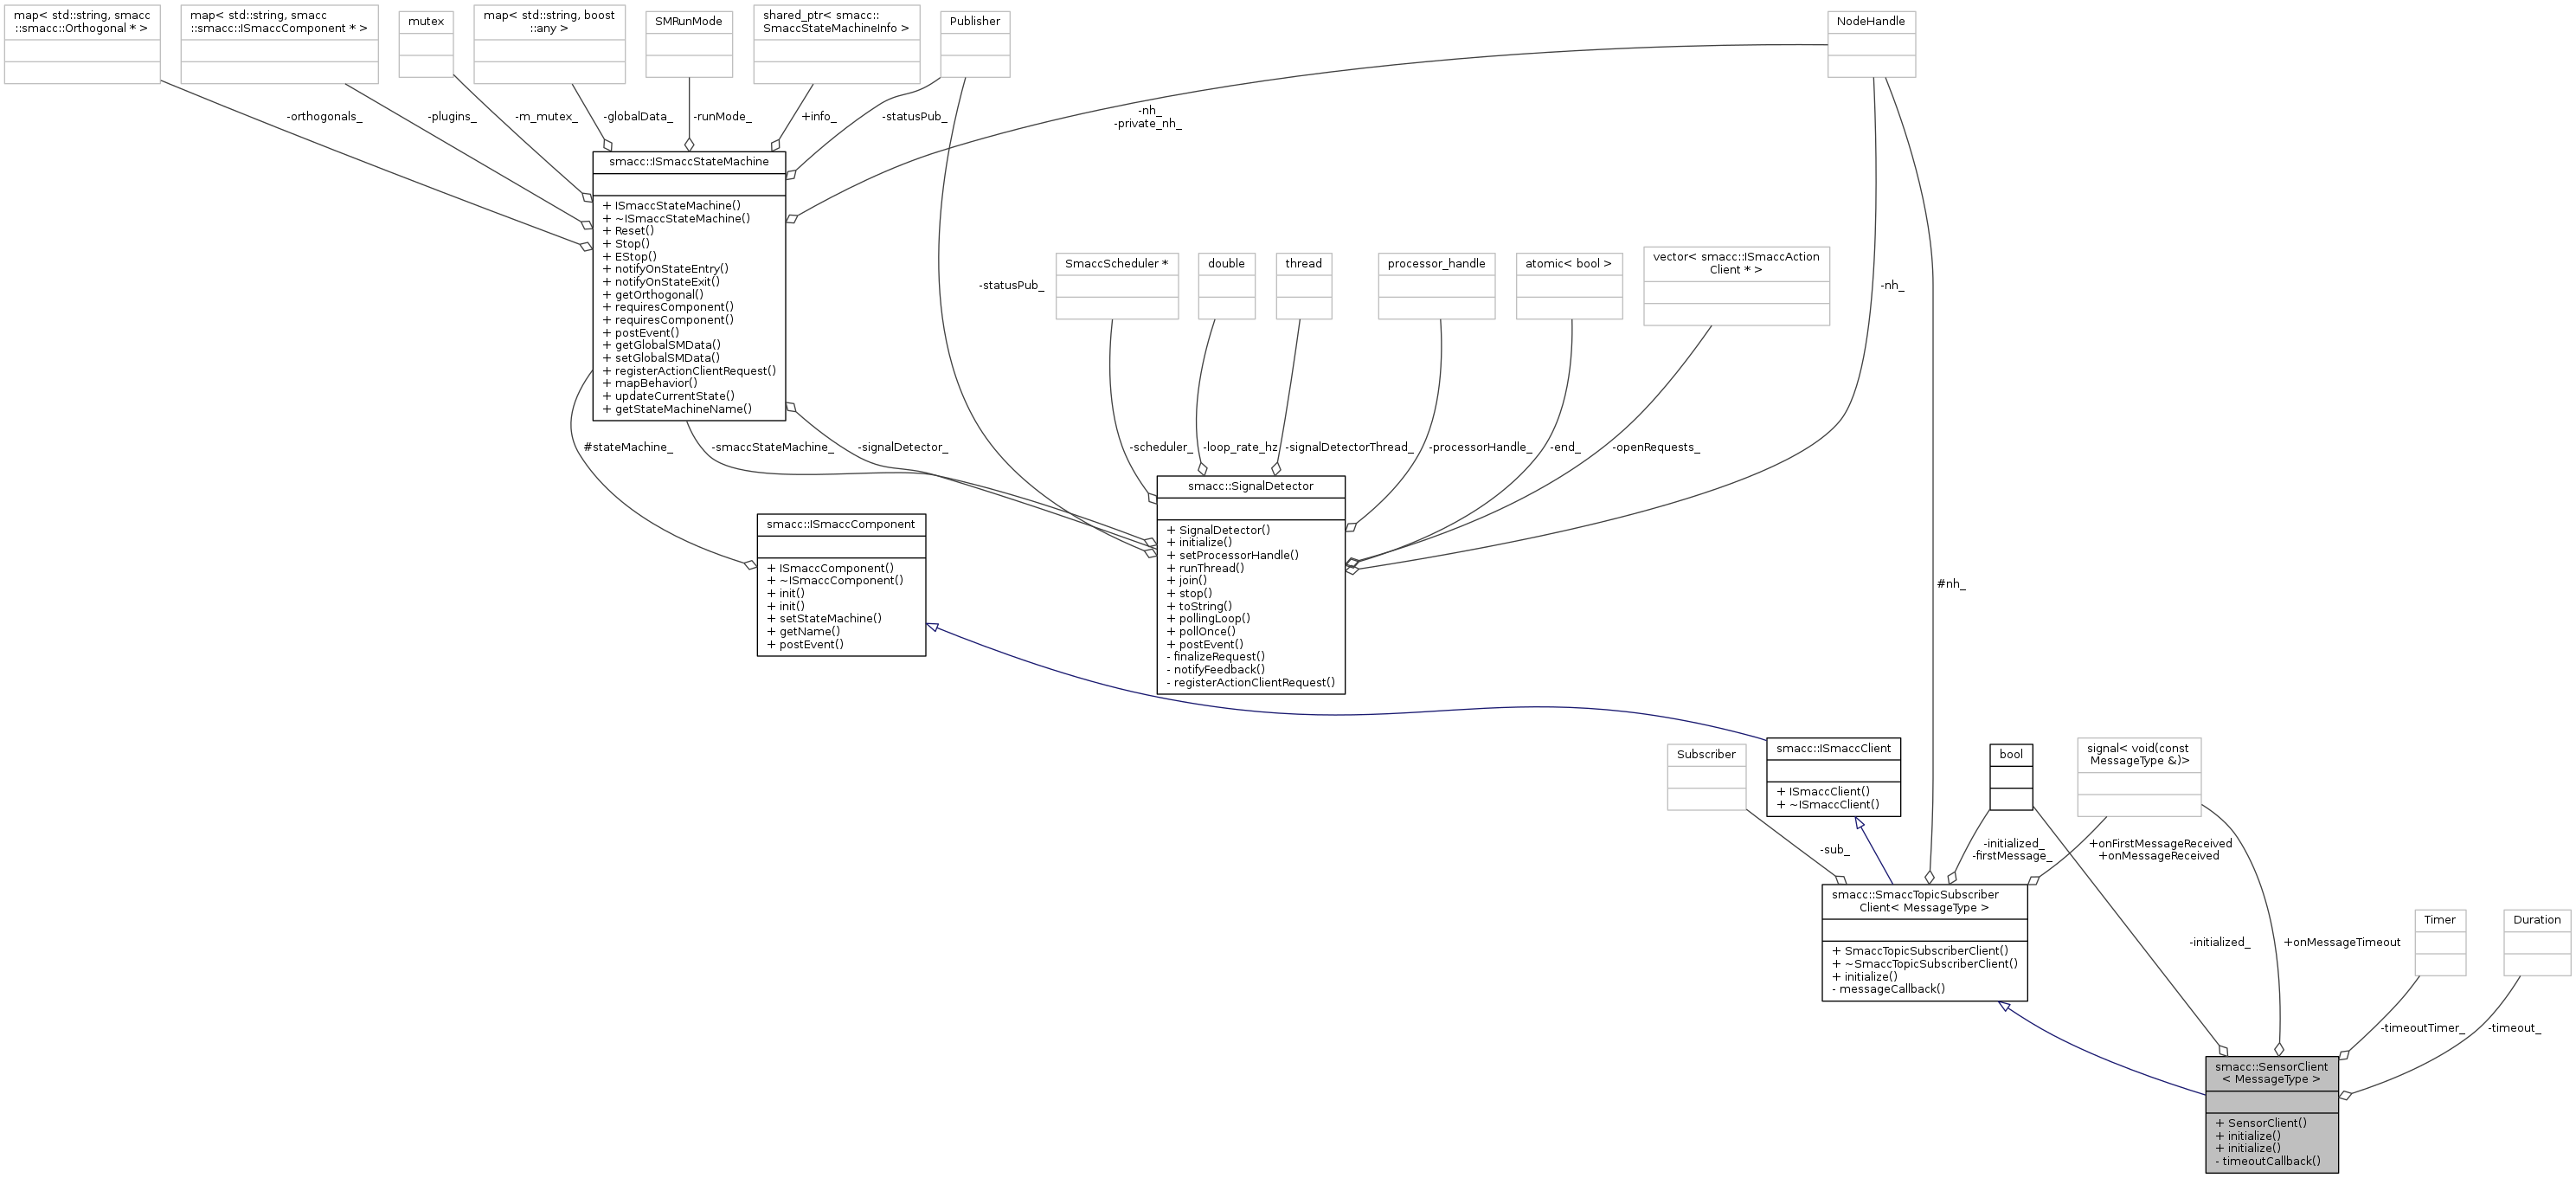 map< std::string, smacc
::smacc::Orthogonal * >
map< std::string, smacc
::smacc::ISmaccComponent * >
mutex
map< std::string, boost
::any >
SMRunMode
shared_ptr< smacc::
SmaccStateMachineInfo >
Publisher
NodeHandle
-orthogonals_
-plugins_
-m_mutex_
-globalData_
-runMode_
+info_
-statusPub_
-nh_
-private_nh_
smacc::ISmaccStateMachine
+ ISmaccStateMachine()
+ ~ISmaccStateMachine()
+ Reset()
+ Stop()
+ EStop()
+ notifyOnStateEntry()
+ notifyOnStateExit()
+ getOrthogonal()
+ requiresComponent()
+ requiresComponent()
+ postEvent()
+ getGlobalSMData()
+ setGlobalSMData()
+ registerActionClientRequest()
+ mapBehavior()
+ updateCurrentState()
+ getStateMachineName()
SmaccScheduler *
double
thread
processor_handle
atomic< bool >
vector< smacc::ISmaccAction
Client * >
-statusPub_
-nh_
#stateMachine_
-smaccStateMachine_
-signalDetector_
-scheduler_
-loop_rate_hz
-signalDetectorThread_
-processorHandle_
-end_
-openRequests_
smacc::SignalDetector
+ SignalDetector()
+ initialize()
+ setProcessorHandle()
+ runThread()
+ join()
+ stop()
+ toString()
+ pollingLoop()
+ pollOnce()
+ postEvent()
- finalizeRequest()
- notifyFeedback()
- registerActionClientRequest()
smacc::ISmaccComponent
+ ISmaccComponent()
+ ~ISmaccComponent()
+ init()
+ init()
+ setStateMachine()
+ getName()
+ postEvent()
#nh_
Subscriber
smacc::ISmaccClient
+ ISmaccClient()
+ ~ISmaccClient()
bool
signal< void(const
MessageType &)>
-sub_
-initialized_
-firstMessage_
+onFirstMessageReceived
+onMessageReceived
smacc::SmaccTopicSubscriber
Client< MessageType >
+ SmaccTopicSubscriberClient()
+ ~SmaccTopicSubscriberClient()
+ initialize()
- messageCallback()
Timer
Duration
-initialized_
+onMessageTimeout
-timeoutTimer_
-timeout_
smacc::SensorClient
< MessageType >
+ SensorClient()
+ initialize()
+ initialize()
- timeoutCallback()